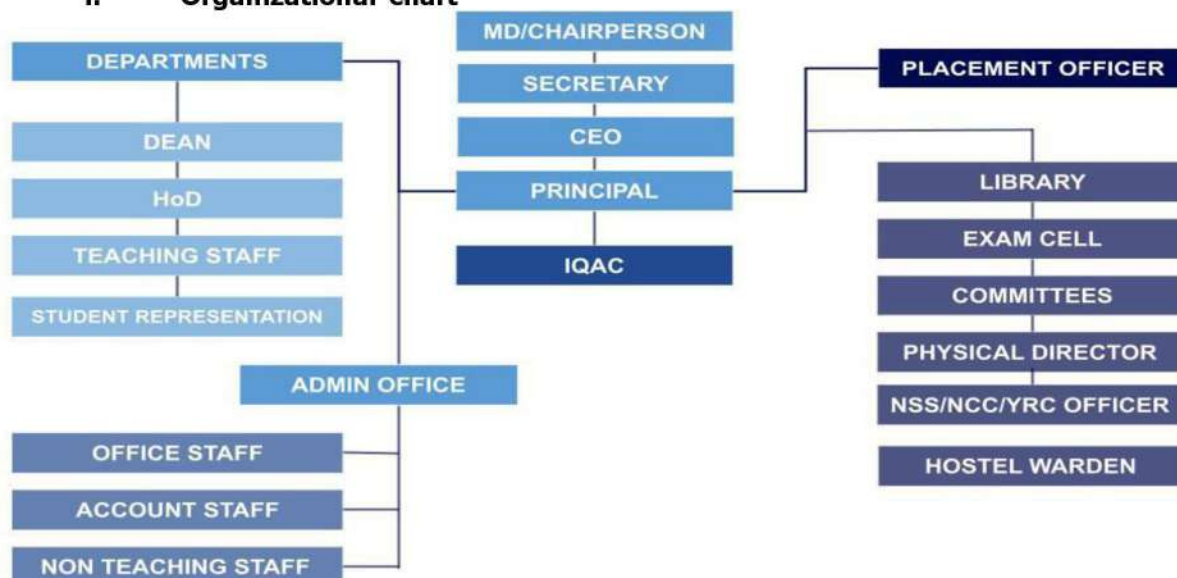 i. Organizational Chart
MD/CHAIRPERSON
SECRETARY
CEO
PRINCIPAL
IQAC
DEPARTMENTS
DEAN
HoD
TEACHING STAFF
STUDENT REPRESENTATION
ADMIN OFFICE
OFFICE STAFF
ACCOUNT STAFF
NON TEACHING STAFF
PLACEMENT OFFICER
LIBRARY
EXAM CELL
COMMITTEES
PHYSICAL DIRECTOR
NSS/NCC/YRC OFFICER
HOSTEL WARDEN